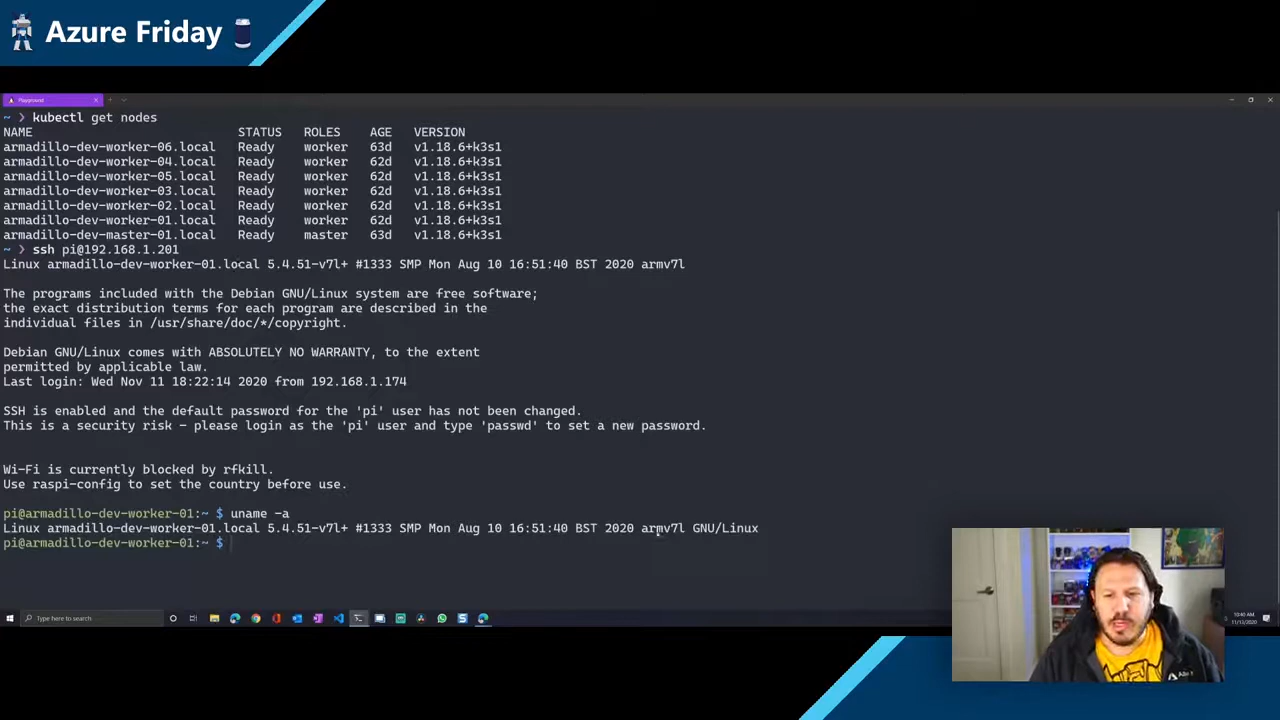 Azure Friday
Playground
~ ❯ kubectl get nodes
NAME STATUS ROLES AGE VERSION
armadillo-dev-worker-06.local Ready worker 63d v1.18.6+k3s1
armadillo-dev-worker-04.local Ready worker 62d v1.18.6+k3s1
armadillo-dev-worker-05.local Ready worker 62d v1.18.6+k3s1
armadillo-dev-worker-03.local Ready worker 62d v1.18.6+k3s1
armadillo-dev-worker-02.local Ready worker 62d v1.18.6+k3s1
armadillo-dev-worker-01.local Ready worker 62d v1.18.6+k3s1
armadillo-dev-master-01.local Ready master 63d v1.18.6+k3s1
~ ❯ ssh pi@192.168.1.201
Linux armadillo-dev-worker-01.local 5.4.51-v7l+ #1333 SMP Mon Aug 10 16:51:40 BST 2020 armv7l
The programs included with the Debian GNU/Linux system are free software;
the exact distribution terms for each program are described in the
individual files in /usr/share/doc/*/copyright.
Debian GNU/Linux comes with ABSOLUTELY NO WARRANTY, to the extent
permitted by applicable law.
Last login: Wed Nov 11 18:22:14 2020 from 192.168.1.174
SSH is enabled and the default password for the 'pi' user has not been changed.
This is a security risk - please login as the 'pi' user and type 'passwd' to set a new password.
Wi-Fi is currently blocked by rfkill.
Use raspi-config to set the country before use.
pi@armadillo-dev-worker-01:~ $ uname -a
Linux armadillo-dev-worker-01.local 5.4.51-v7l+ #1333 SMP Mon Aug 10 16:51:40 BST 2020 armv7l GNU/Linux
pi@armadillo-dev-worker-01:~ $
Type here to search
10:40 AM
11/13/2020